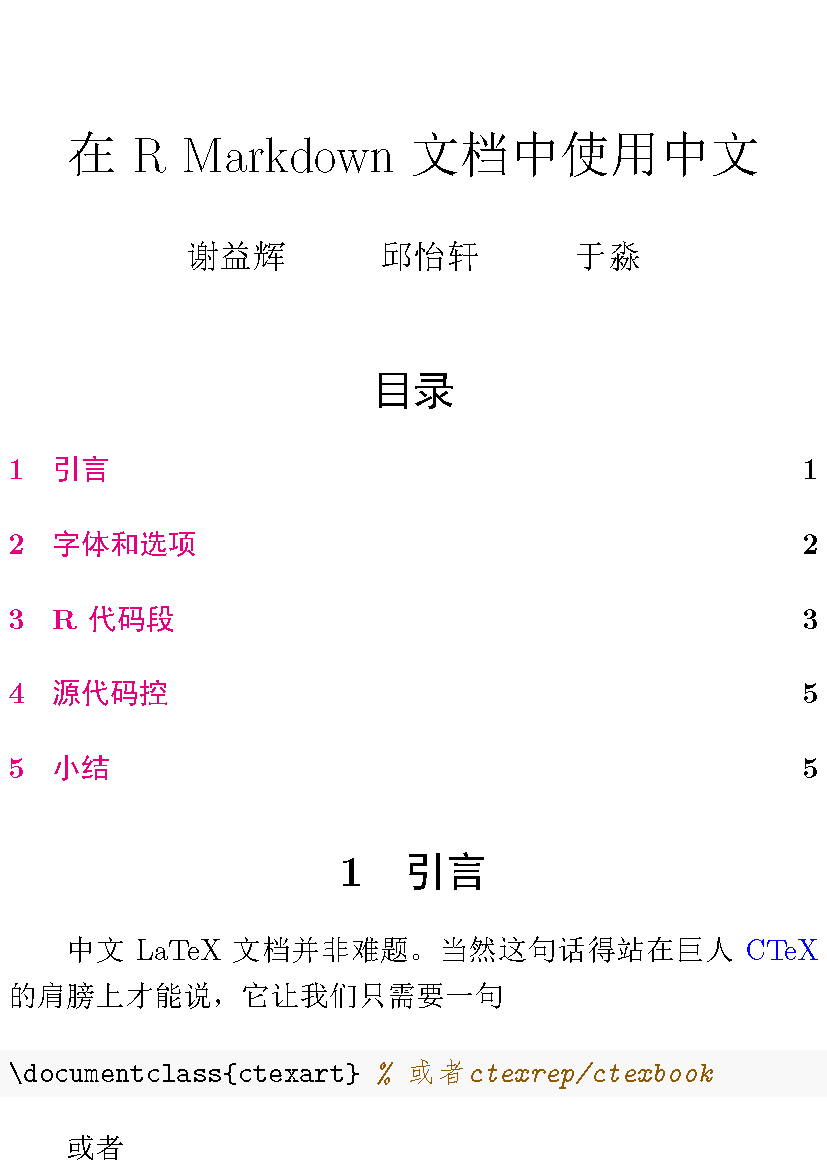 在 R Markdown 文档中使用中文
谢益辉 邱怡轩 于淼
目录
1 引言 1
2 字体和选项 2
3 R 代码段 3
4 源代码控 5
5 小结 5
1 引言
中文 LaTeX 文档并非难题。当然这句话得站在巨人 CTeX
的肩膀上才能说，它让我们只需要一句
\documentclass{ctexart} % 或者ctexrep/ctexbook
或者